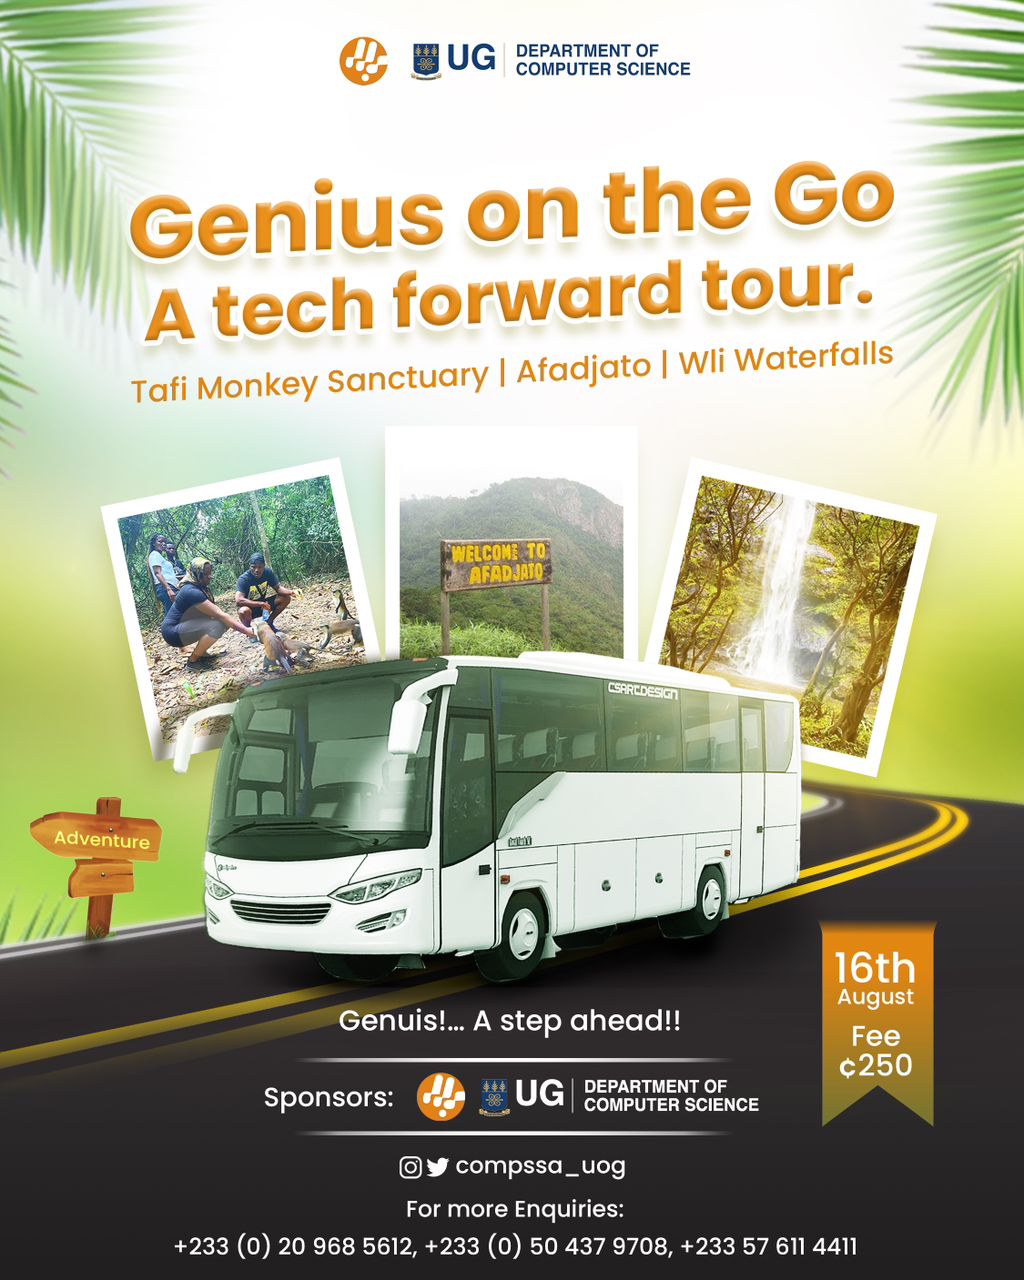 UG
DEPARTMENT OF
COMPUTER SCIENCE
Genius on the Go
A tech forward tour.
Tafi Monkey Sanctuary | Afadjato | Wli Waterfalls
WELCOME TO
AFADJATO
CSARTDESIGN
Adventure
16th
August
Fee
¢250
Genuis!... A step ahead!!
Sponsors:
UG
DEPARTMENT OF
COMPUTER SCIENCE
compssa_uog
For more Enquiries:
+233 (0) 20 968 5612, +233 (0) 50 437 9708, +233 57 611 4411